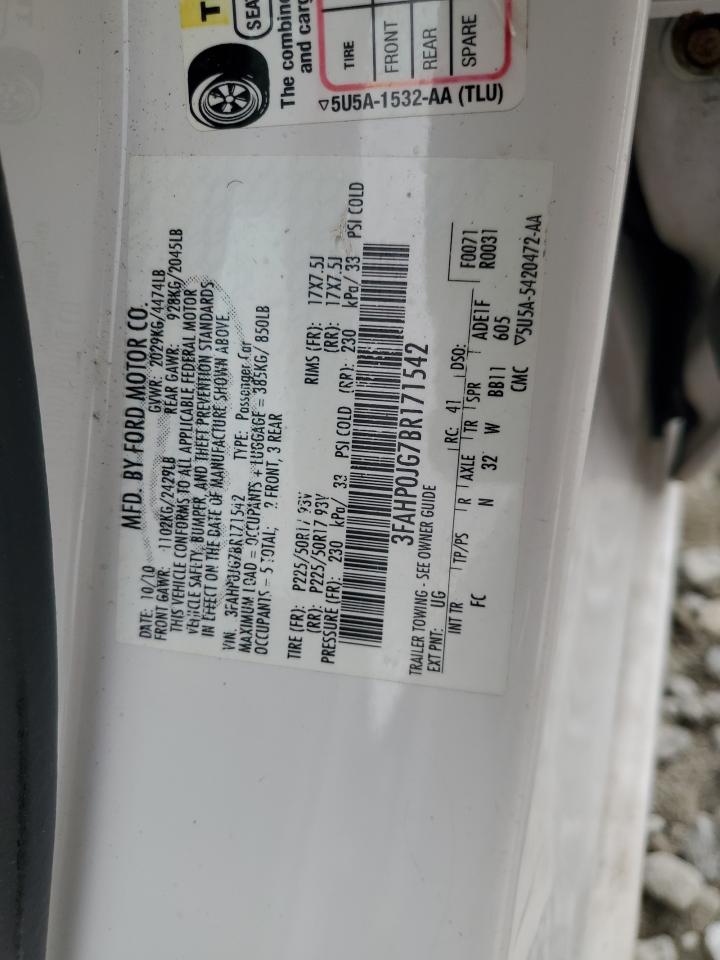 T
SEA
The combine
and carg
TIRE
FRONT
REAR
SPARE
▽5U5A-1532-AA (TLU)
MFD. BY FORD MOTOR CO.
DATE: 10/10 GVWR: 2029KG/4474LB
FRONT GAWR: 1102KG/2429LB REAR GAWR: 928KG/2045LB
THIS VEHICLE CONFORMS TO ALL APPLICABLE FEDERAL MOTOR
VEHICLE SAFETY, BUMPER, AND THEFT PREVENTION STANDARDS
IN EFFECT ON THE DATE OF MANUFACTURE SHOWN ABOVE.
VIN: 3FAHP0JG7BR171542 TYPE: Passenger Car
MAXIMUM LOAD = OCCUPANTS + LUGGAGE = 385KG/ 850LB
OCCUPANTS = 5 TOTAL; 2 FRONT, 3 REAR
TIRE (FR): P225/50R17 93V RIMS (FR): 17X7.5J
(RR): P225/50R17 93V (RR): 17X7.5J
PRESSURE (FR): 230 kPa/ 33 PSI COLD (RR): 230 kPa/ 33 PSI COLD
3FAHP0JG7BR171542
TRAILER TOWING - SEE OWNER GUIDE
EXT PNT: UG RC: 41 DSO: F0071
R0031
INT TR TP/PS R AXLE TR SPR ADE1F
FC N 32 W BB11 605
CMC ▽5U5A-5420472-AA